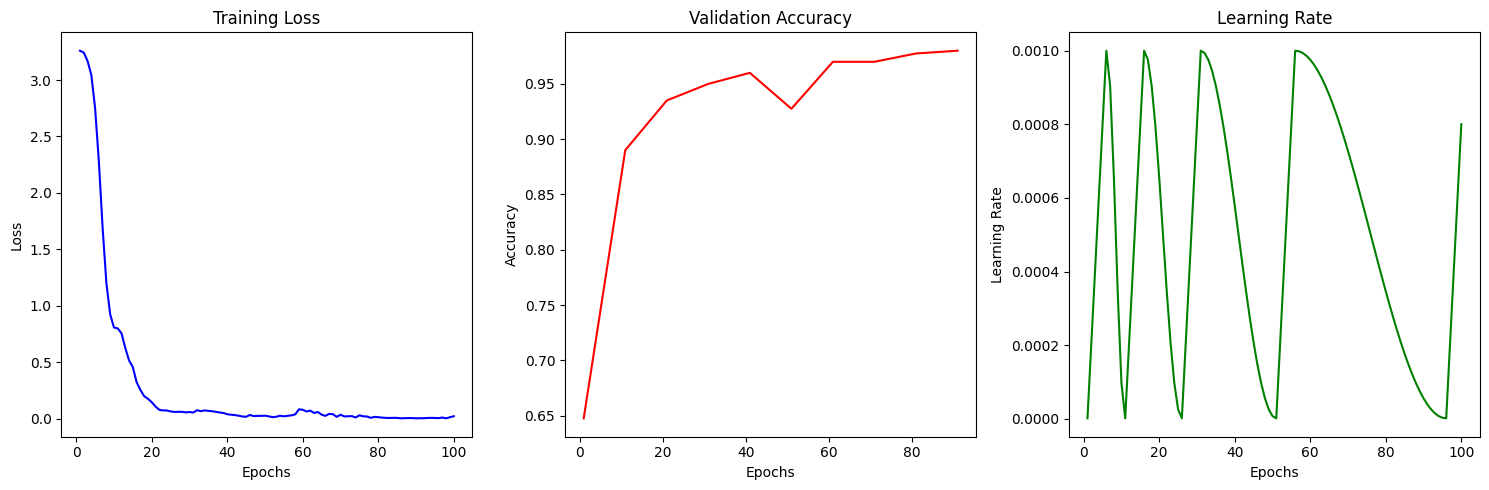 Training Loss
Loss
3.0
2.5
2.0
1.5
1.0
0.5
0.0
0 20 40 60 80 100
Epochs
Validation Accuracy
Accuracy
0.95
0.90
0.85
0.80
0.75
0.70
0.65
0 20 40 60 80
Epochs
Learning Rate
Learning Rate
0.0010
0.0008
0.0006
0.0004
0.0002
0.0000
0 20 40 60 80 100
Epochs